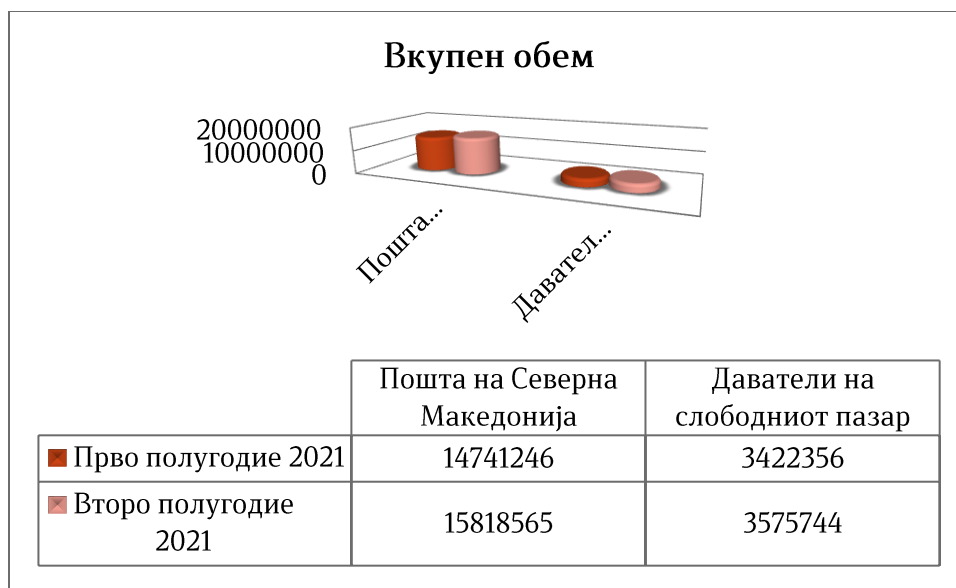 Вкупен обем
20000000
10000000
0
Пошта...
Давател...
Пошта на Северна
Македонија
Даватели на
слободниот пазар
Прво полугодие 2021
14741246
3422356
Второ полугодие
2021
15818565
3575744